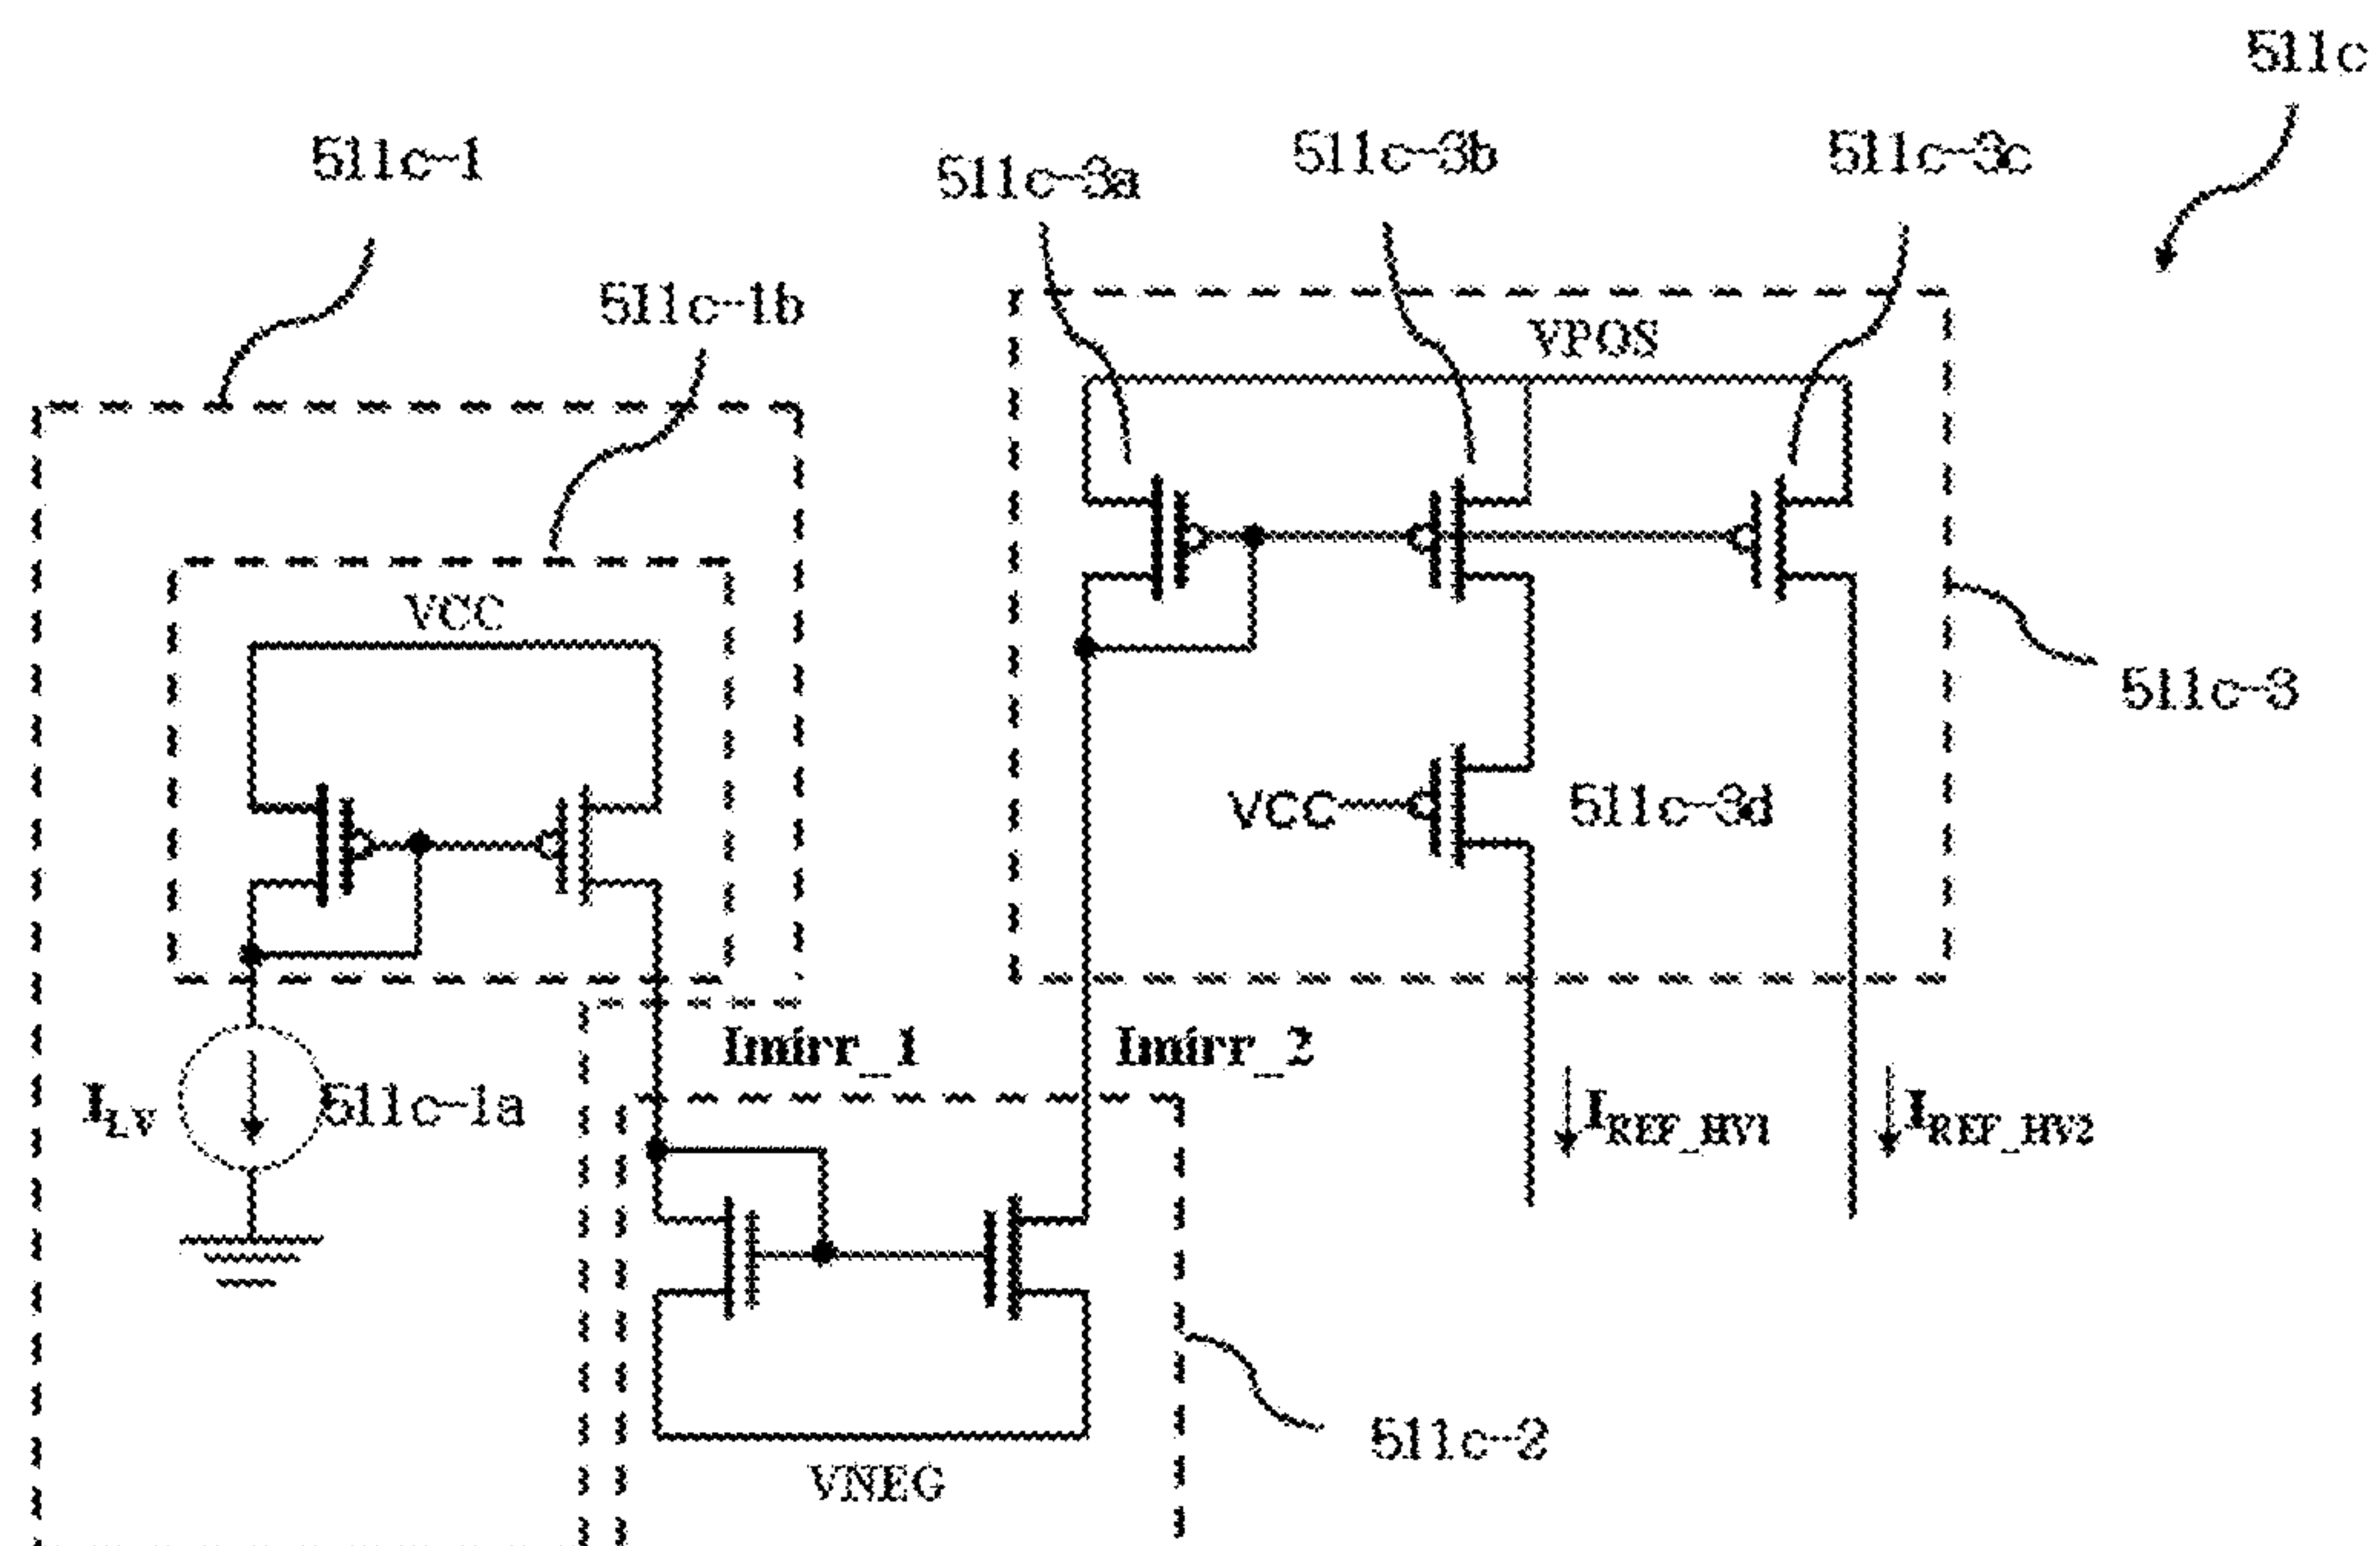 511c
511c-1
511c-3a
511c-3b
511c-3c
511c-1b
VPOS
VCC
511c-3
VCC
511c-3d
Imirr_1
Imirr_2
ILV
511c-1a
IREF_HV1
IREF_HV2
511c-2
VNEG